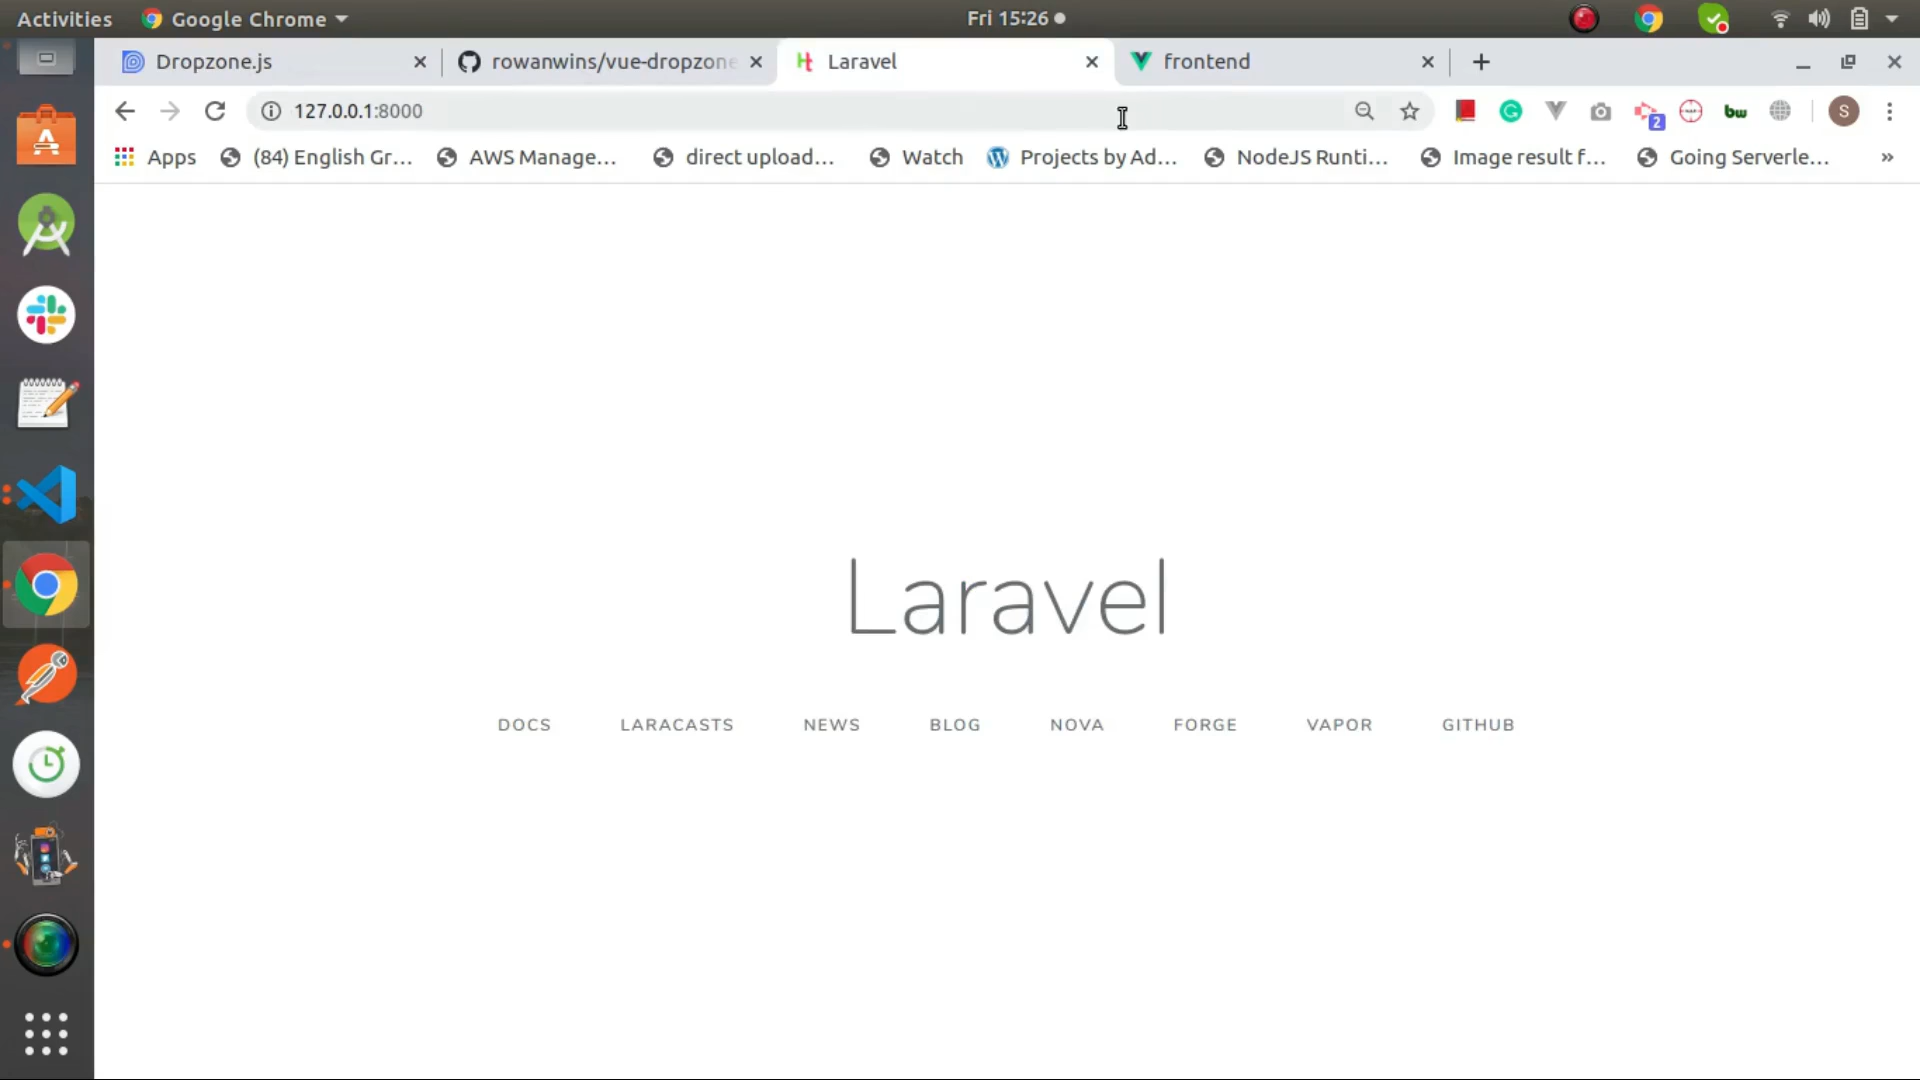 Activities Google Chrome Fri 15:26
Dropzone.js rowanwins/vue-dropzone Laravel frontend
127.0.0.1:8000 2 bw S
Apps (84) English Gr... AWS Manage... direct upload... Watch Projects by Ad... NodeJS Runti... Image result f... Going Serverle... »
Laravel
DOCS LARACASTS NEWS BLOG NOVA FORGE VAPOR GITHUB